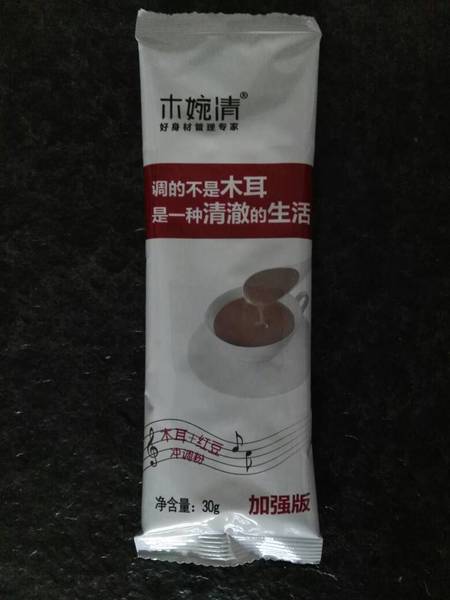 木婉清®
好身材管理专家
调的不是木耳
是一种清澈的生活
木耳+红豆
冲调粉
净含量：30g
加强版